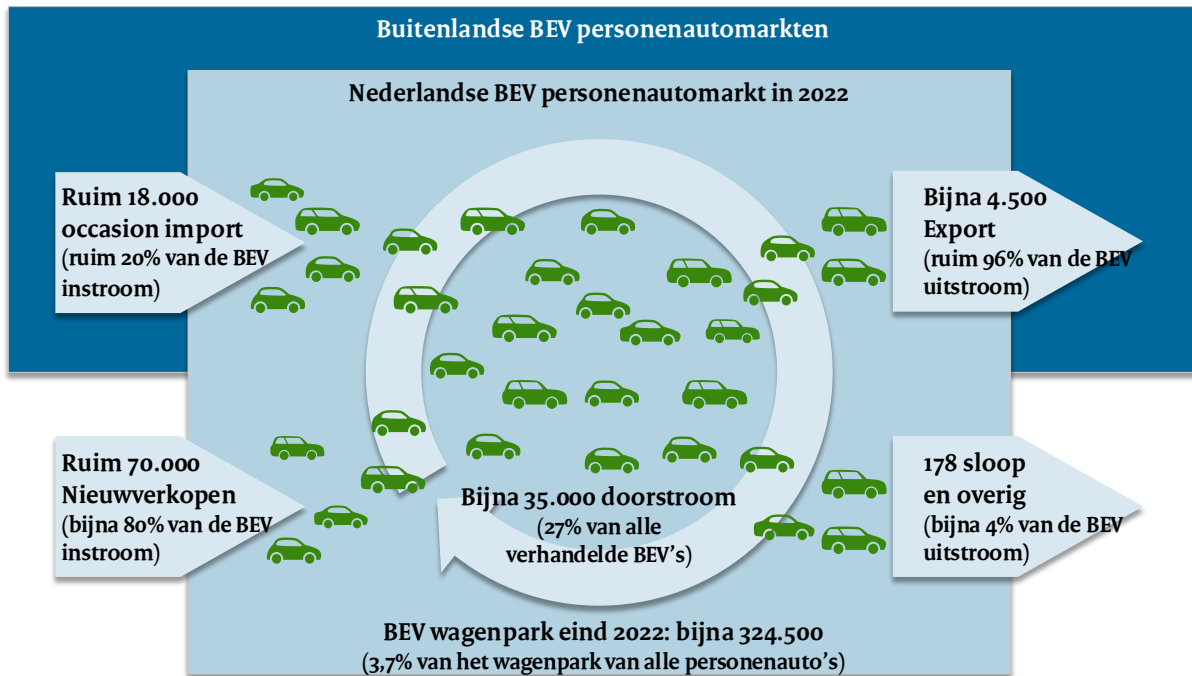 Buitenlandse BEV personenautomarkten
Nederlandse BEV personenautomarkt in 2022
Ruim 18.000
occasion import
(ruim 20% van de BEV
instroom)
Bijna 4.500
Export
(ruim 96% van de BEV
uitstroom)
Ruim 70.000
Nieuwverkopen
(bijna 80% van de BEV
instroom)
Bijna 35.000 doorstroom
(27% van alle
verhandelde BEV's)
178 sloop
en overig
(bijna 4% van de BEV
uitstroom)
BEV wagenpark eind 2022: bijna 324.500
(3,7% van het wagenpark van alle personenauto's)